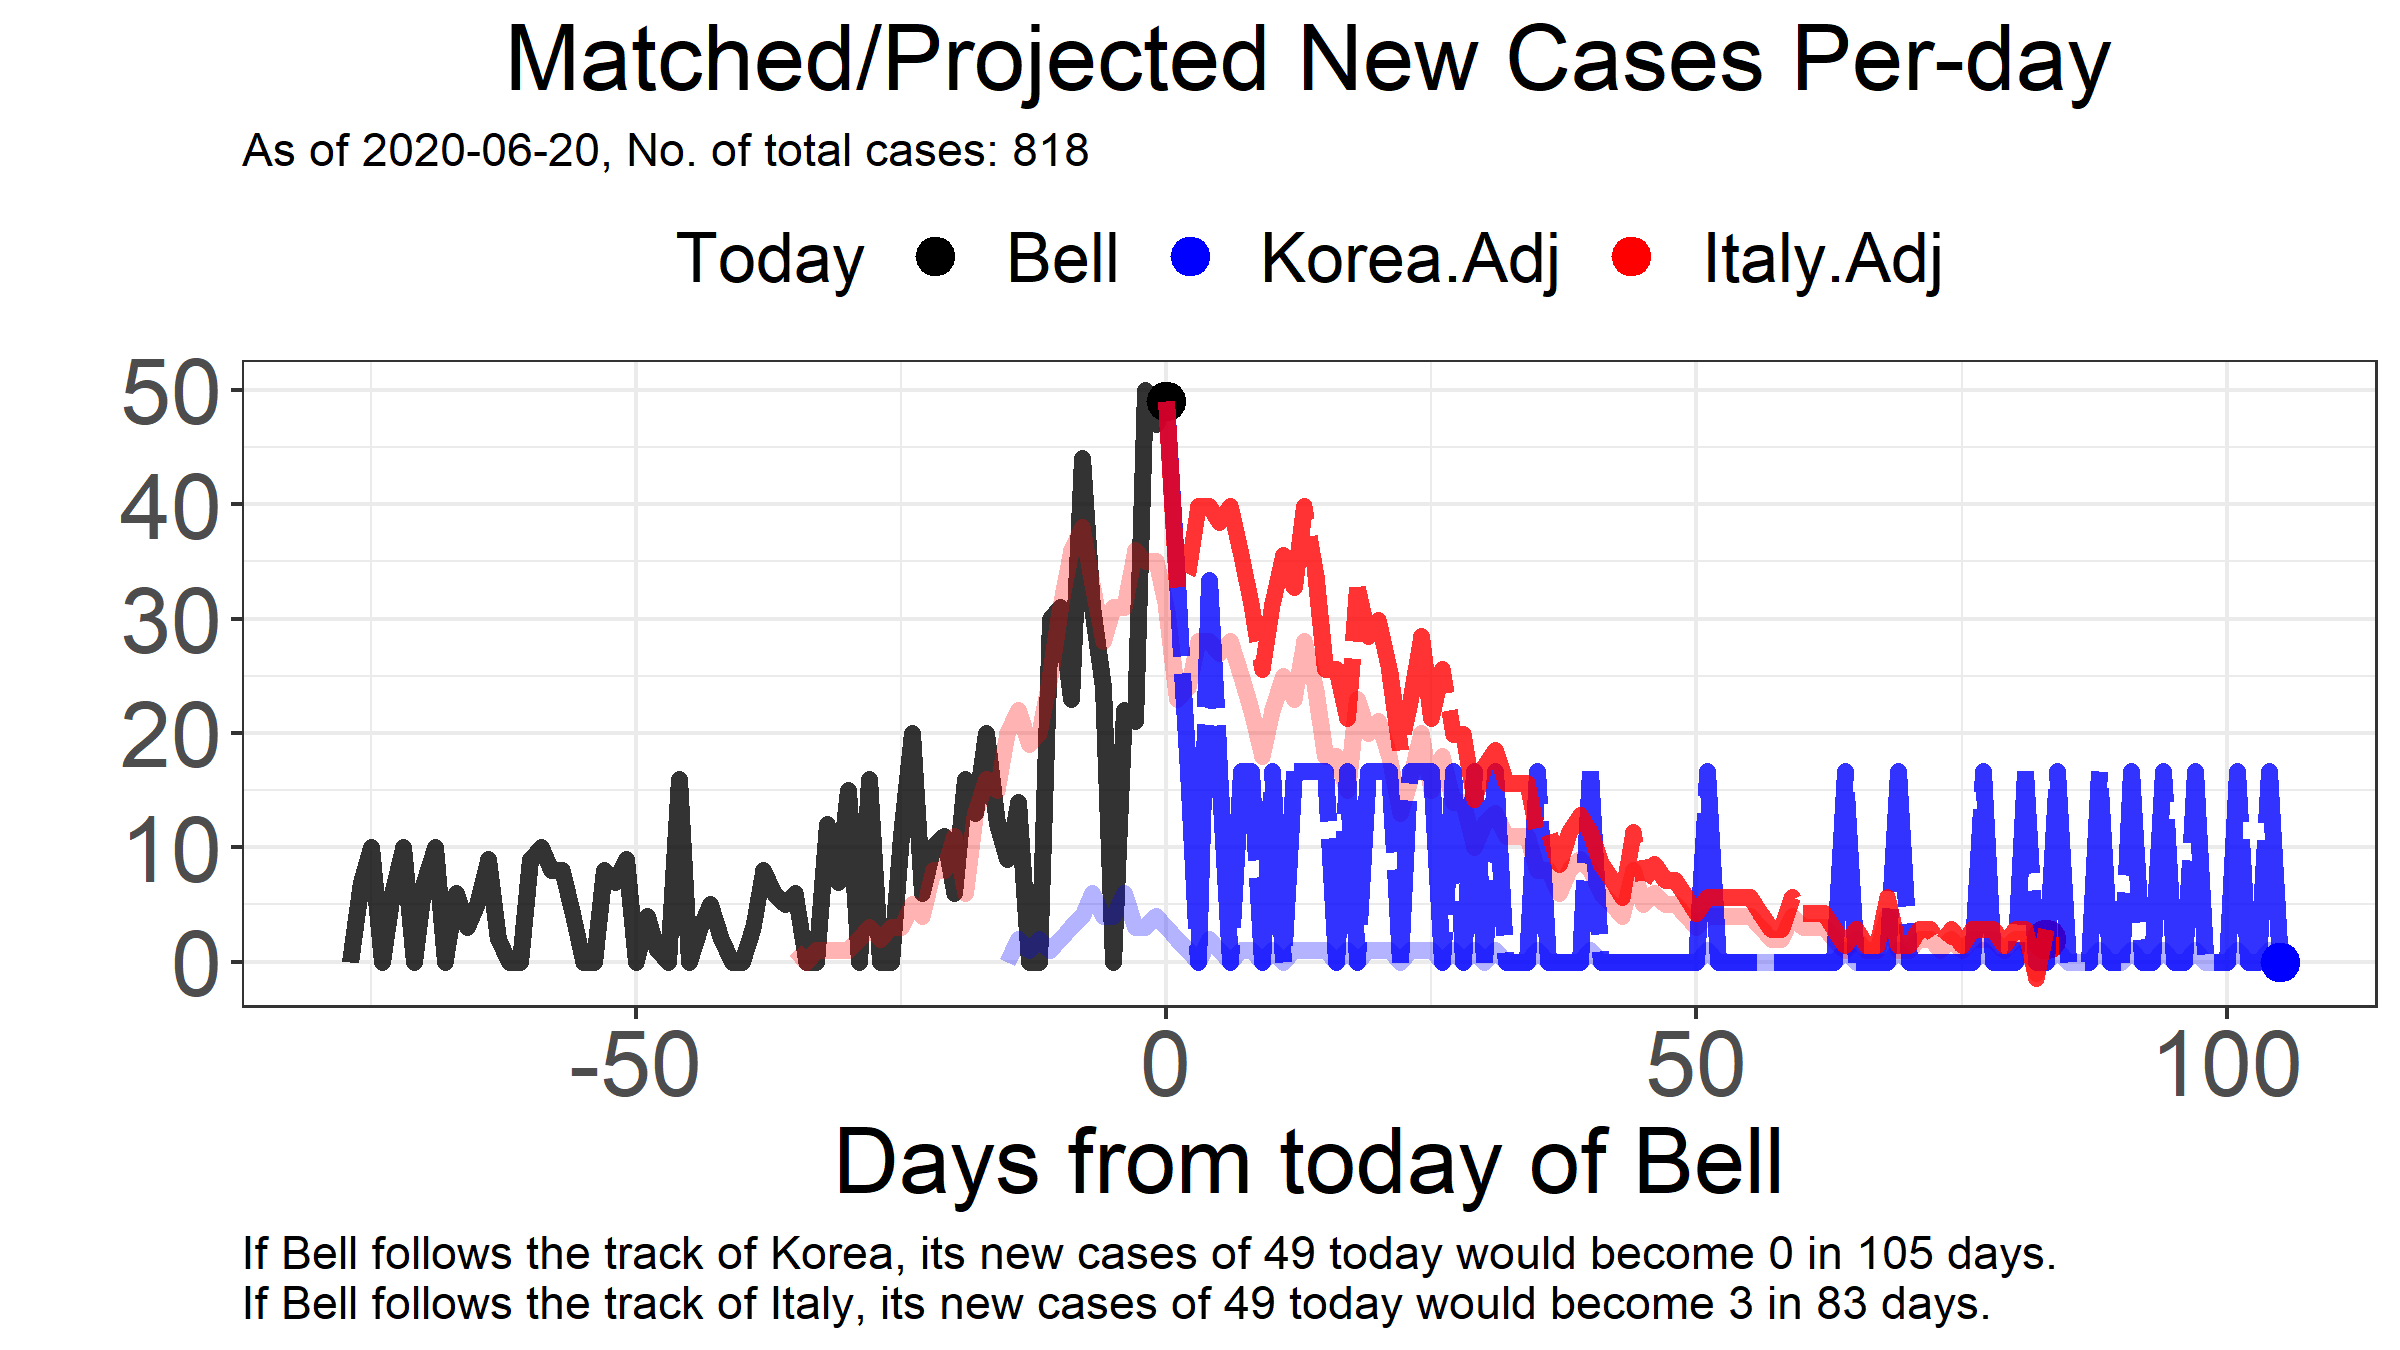 Matched/Projected New Cases Per-day
As of 2020-06-20, No. of total cases: 818
Today Bell Korea.Adj Italy.Adj
50
40
30
20
10
0
-50 0 50 100
Days from today of Bell
If Bell follows the track of Korea, its new cases of 49 today would become 0 in 105 days.
If Bell follows the track of Italy, its new cases of 49 today would become 3 in 83 days.